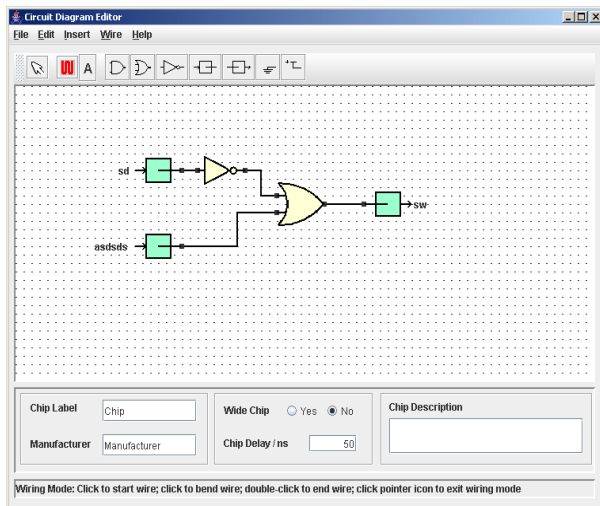 Circuit Diagram Editor
File Edit Insert Wire Help
A
sd
sw
asdsds
Chip Label Chip
Manufacturer Manufacturer
Wide Chip Yes No
Chip Delay / ns 50
Chip Description
Wiring Mode: Click to start wire; click to bend wire; double-click to end wire; click pointer icon to exit wiring mode